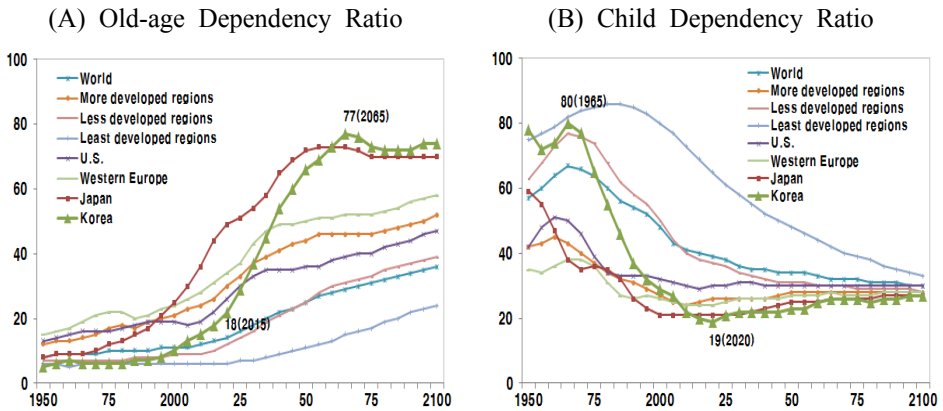 (A) Old-age Dependency Ratio
100
80
60
40
20
0
World
More developed regions
Less developed regions
Least developed regions
U.S.
Western Europe
Japan
Korea
77(2065)
18(2015)
1950 75 2000 25 50 75 2100
(B) Child Dependency Ratio
100
80
60
40
20
0
World
More developed regions
Less developed regions
Least developed regions
U.S.
Western Europe
Japan
Korea
80(1965)
19(2020)
1950 75 2000 25 50 75 2100